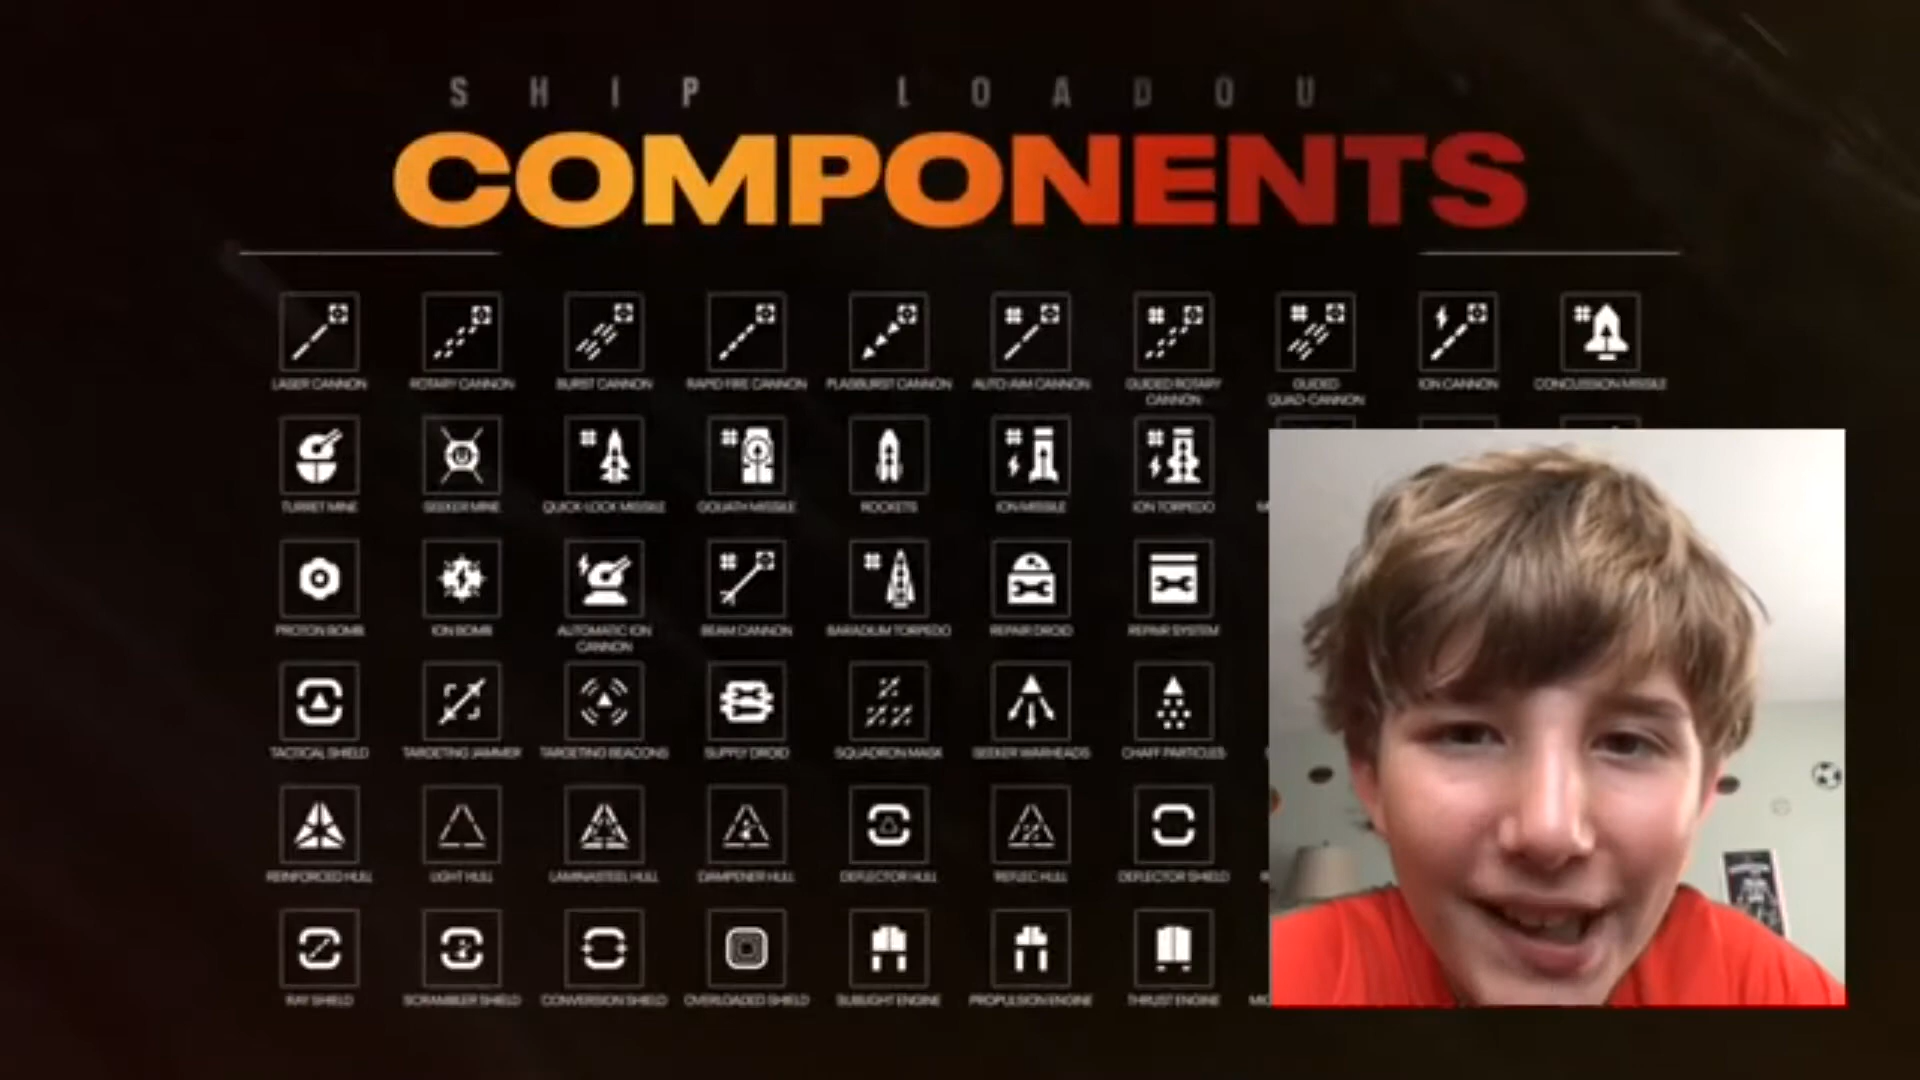 SHIP LOADOU
COMPONENTS
LASER CANNON
ROTARY CANNON
BURST CANNON
RAPID FIRE CANNON
PLASBURST CANNON
AUTO-AIM CANNON
GUIDED ROTARY
CANNON
GUIDED
QUAD-CANNON
ION CANNON
CONCUSSION MISSILE
TURRET MINE
SEEKER MINE
QUICK-LOCK MISSILE
GOLIATH MISSILE
ROCKETS
ION MISSILE
ION TORPEDO
PROTON BOMB
ION BOMB
AUTOMATIC ION
CANNON
BEAM CANNON
BARADIUM TORPEDO
REPAIR DROID
REPAIR SYSTEM
TACTICAL SHIELD
TARGETING JAMMER
TARGETING BEACONS
SUPPLY DROID
SQUADRON MASK
SEEKER WARHEADS
CHAFF PARTICLES
REINFORCED HULL
LIGHT HULL
LAMINASTEEL HULL
DAMPENER HULL
DEFLECTOR HULL
REFLEC HULL
DEFLECTOR SHIELD
RAY SHIELD
SCRAMBLER SHIELD
CONVERSION SHIELD
OVERLOADED SHIELD
SUBLIGHT ENGINE
PROPULSION ENGINE
THRUST ENGINE